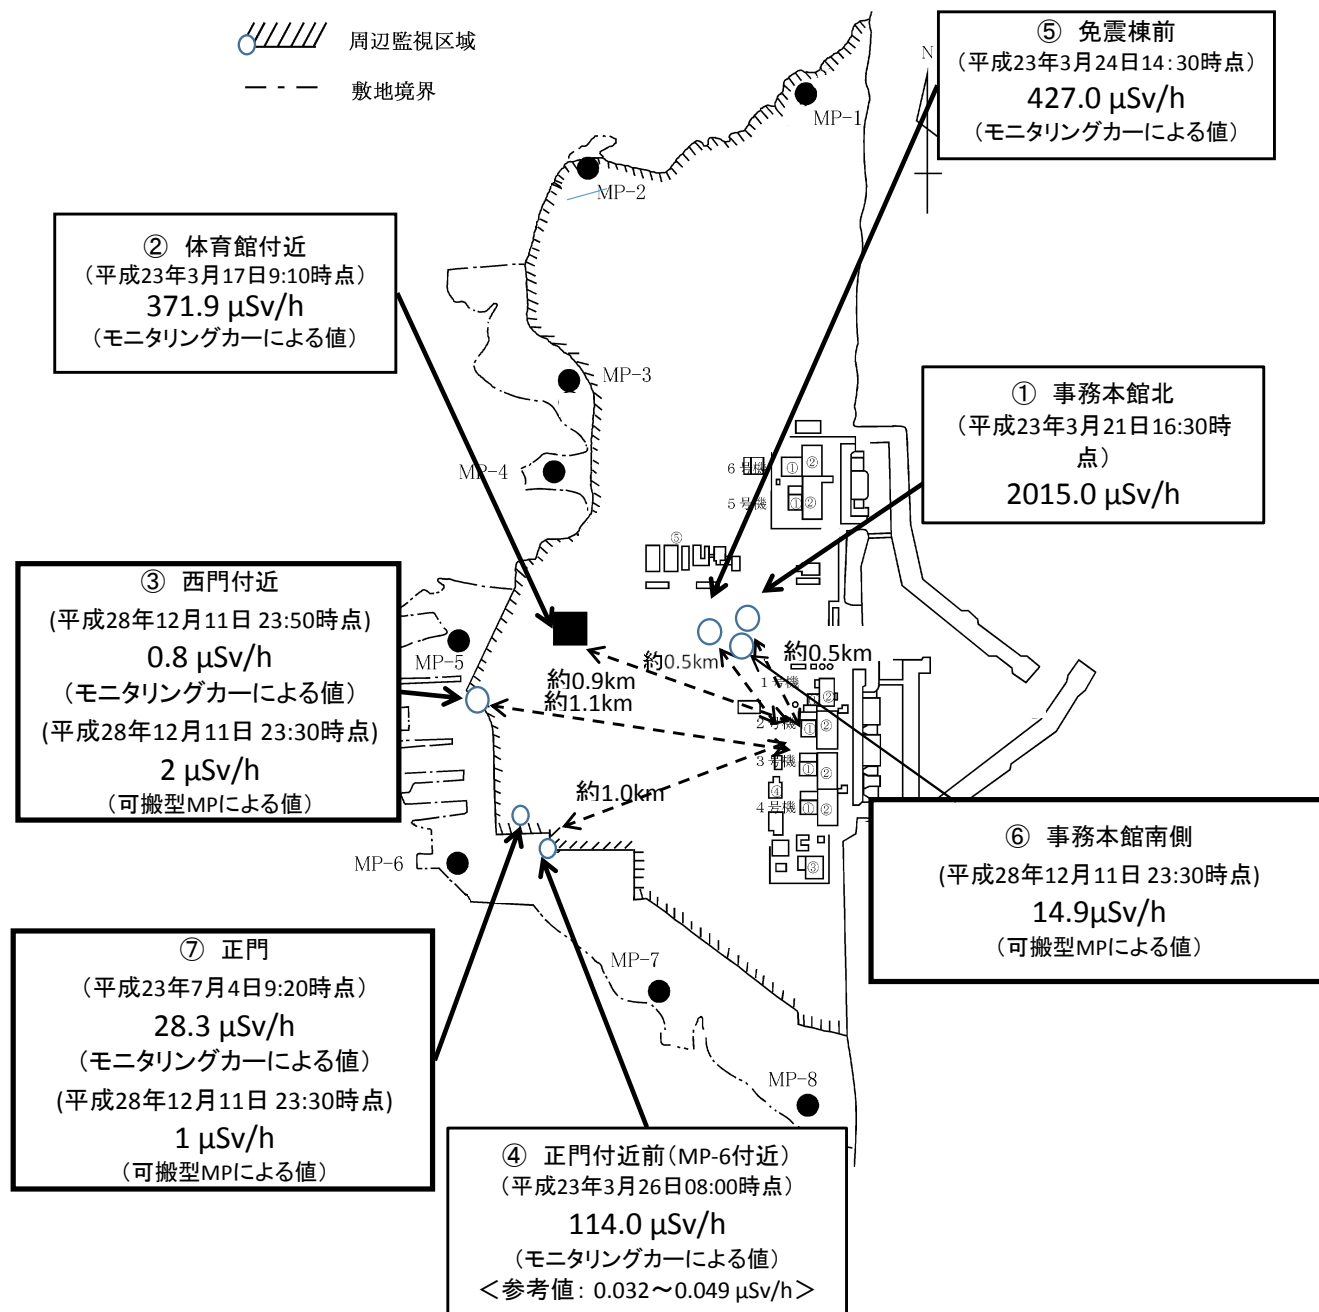 周辺監視区域
敷地境界
⑤ 免震棟前
（平成23年3月24日14：30時点）
427.0 μSv/h
（モニタリングカーによる値）
N
MP-1
MP-2
② 体育館付近
（平成23年3月17日9:10時点）
371.9 μSv/h
（モニタリングカーによる値）
MP-3
① 事務本館北
（平成23年3月21日16:30時
点）
2015.0 μSv/h
MP-4
6号機
①
②
5号機
①
②
⑤
③ 西門付近
(平成28年12月11日 23:50時点)
0.8 μSv/h
（モニタリングカーによる値）
(平成28年12月11日 23:30時点)
2 μSv/h
（可搬型MPによる値）
MP-5
約0.9km
約1.1km
約0.5km
約0.5km
1号機
②
2号機
①
②
3号機
①
②
④
4号機
①
②
③
約1.0km
MP-6
⑥ 事務本館南側
(平成28年12月11日 23:30時点)
14.9μSv/h
（可搬型MPによる値）
⑦ 正門
（平成23年7月4日9:20時点）
28.3 μSv/h
（モニタリングカーによる値）
(平成28年12月11日 23:30時点)
1 μSv/h
（可搬型MPによる値）
MP-7
MP-8
④ 正門付近前（MP-6付近）
（平成23年3月26日08:00時点）
114.0 μSv/h
（モニタリングカーによる値）
＜参考値： 0.032～0.049 μSv/h＞